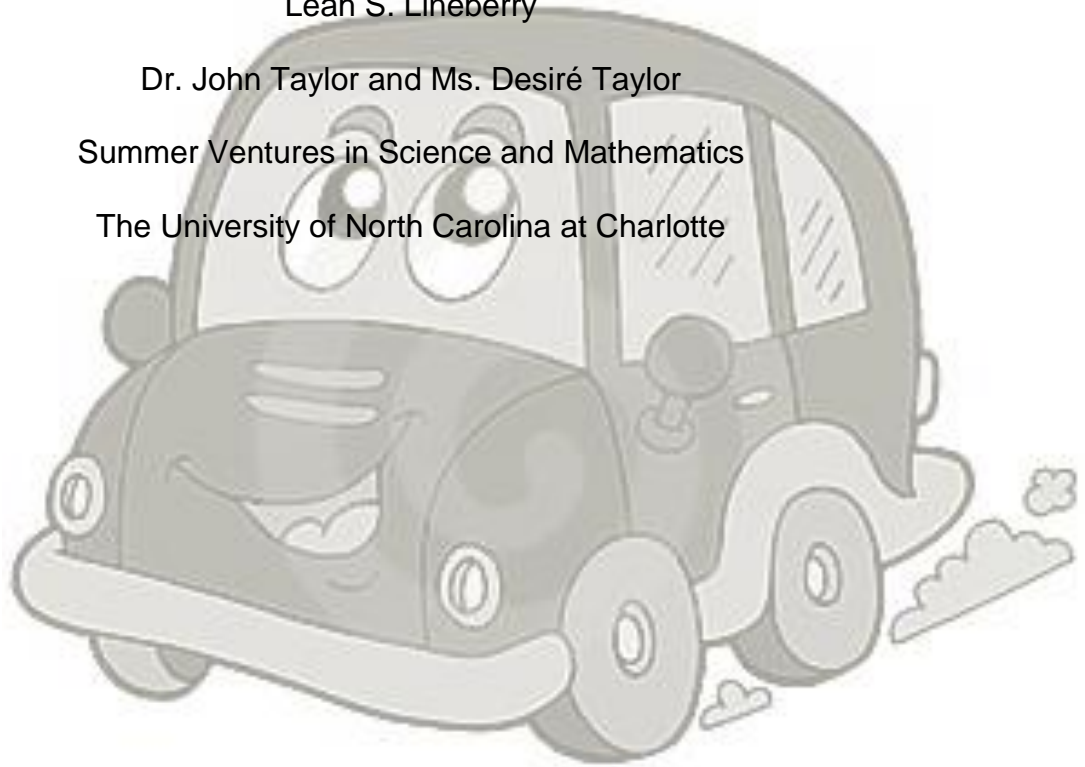 Leah S. Lineberry
Dr. John Taylor and Ms. Desiré Taylor
Summer Ventures in Science and Mathematics
The University of North Carolina at Charlotte